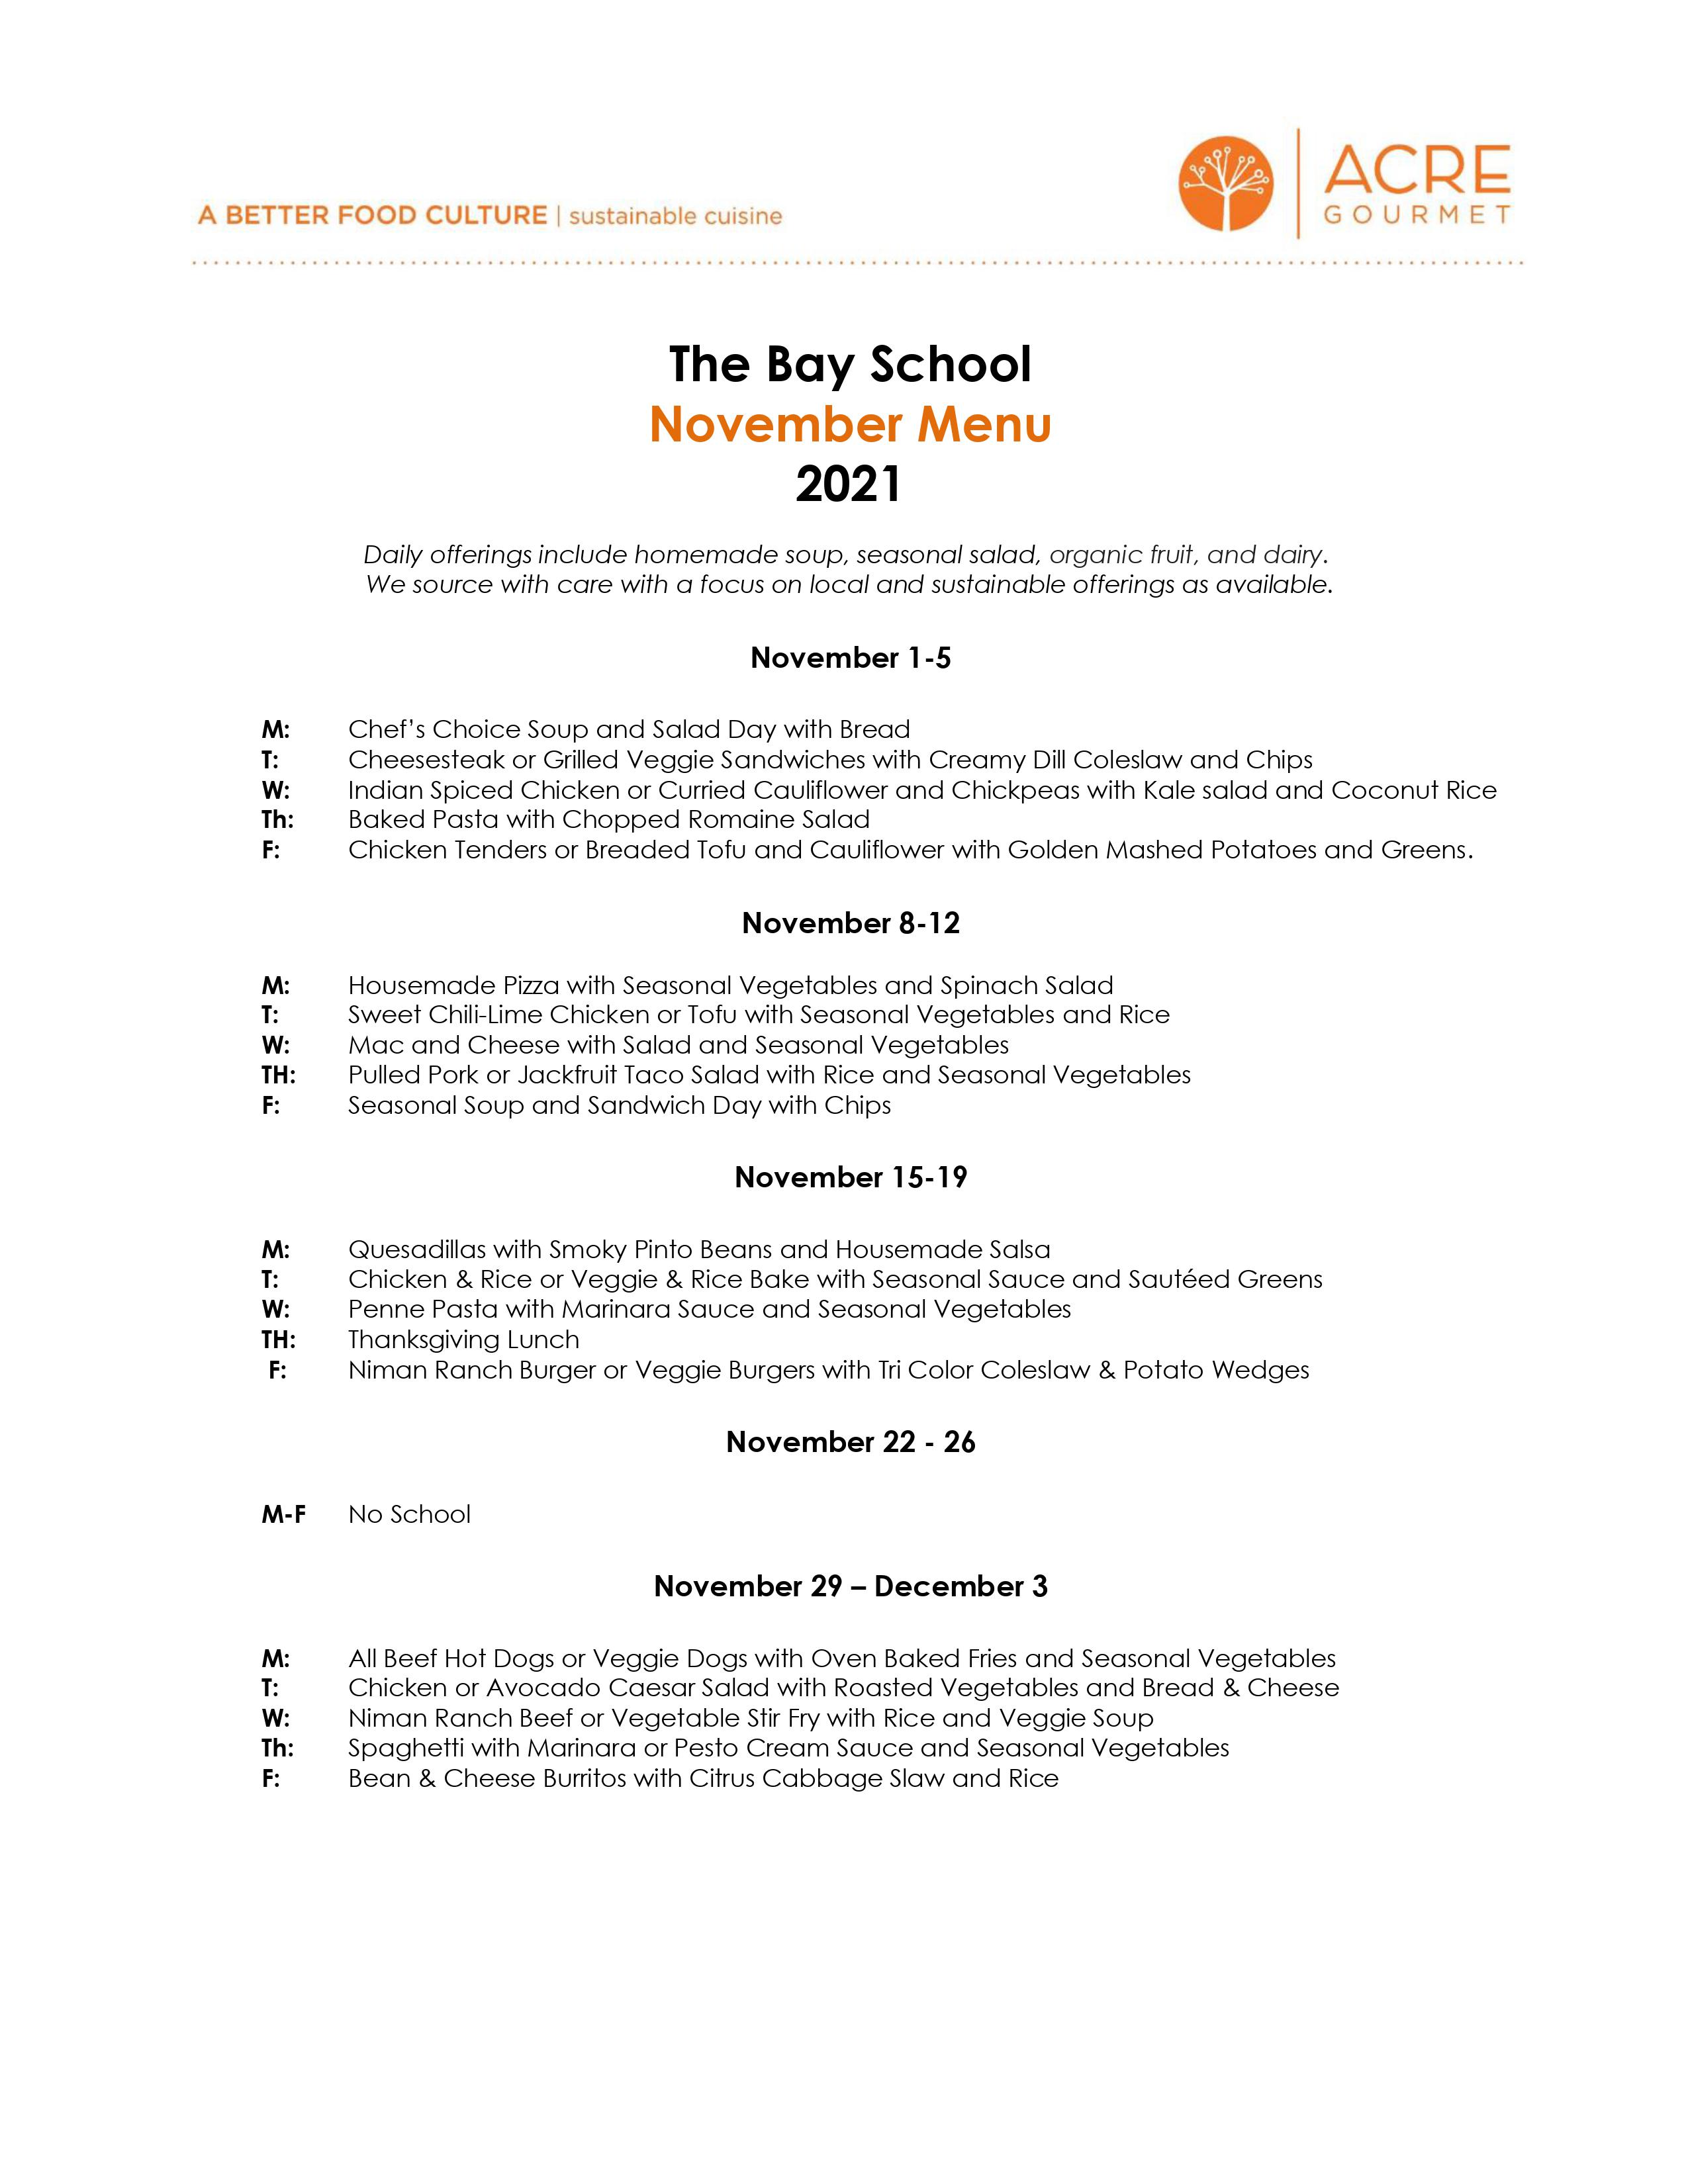 A BETTER FOOD CULTURE | sustainable cuisine
ACRE
GOURMET
The Bay School
November Menu
2021
Daily offerings include homemade soup, seasonal salad, organic fruit, and dairy.
We source with care with a focus on local and sustainable offerings as available.
November 1-5
M: Chef’s Choice Soup and Salad Day with Bread
T: Cheesesteak or Grilled Veggie Sandwiches with Creamy Dill Coleslaw and Chips
W: Indian Spiced Chicken or Curried Cauliflower and Chickpeas with Kale salad and Coconut Rice
Th: Baked Pasta with Chopped Romaine Salad
F: Chicken Tenders or Breaded Tofu and Cauliflower with Golden Mashed Potatoes and Greens.
November 8-12
M: Housemade Pizza with Seasonal Vegetables and Spinach Salad
T: Sweet Chili-Lime Chicken or Tofu with Seasonal Vegetables and Rice
W: Mac and Cheese with Salad and Seasonal Vegetables
TH: Pulled Pork or Jackfruit Taco Salad with Rice and Seasonal Vegetables
F: Seasonal Soup and Sandwich Day with Chips
November 15-19
M: Quesadillas with Smoky Pinto Beans and Housemade Salsa
T: Chicken & Rice or Veggie & Rice Bake with Seasonal Sauce and Sautéed Greens
W: Penne Pasta with Marinara Sauce and Seasonal Vegetables
TH: Thanksgiving Lunch
F: Niman Ranch Burger or Veggie Burgers with Tri Color Coleslaw & Potato Wedges
November 22 - 26
M-F No School
November 29 – December 3
M: All Beef Hot Dogs or Veggie Dogs with Oven Baked Fries and Seasonal Vegetables
T: Chicken or Avocado Caesar Salad with Roasted Vegetables and Bread & Cheese
W: Niman Ranch Beef or Vegetable Stir Fry with Rice and Veggie Soup
Th: Spaghetti with Marinara or Pesto Cream Sauce and Seasonal Vegetables
F: Bean & Cheese Burritos with Citrus Cabbage Slaw and Rice